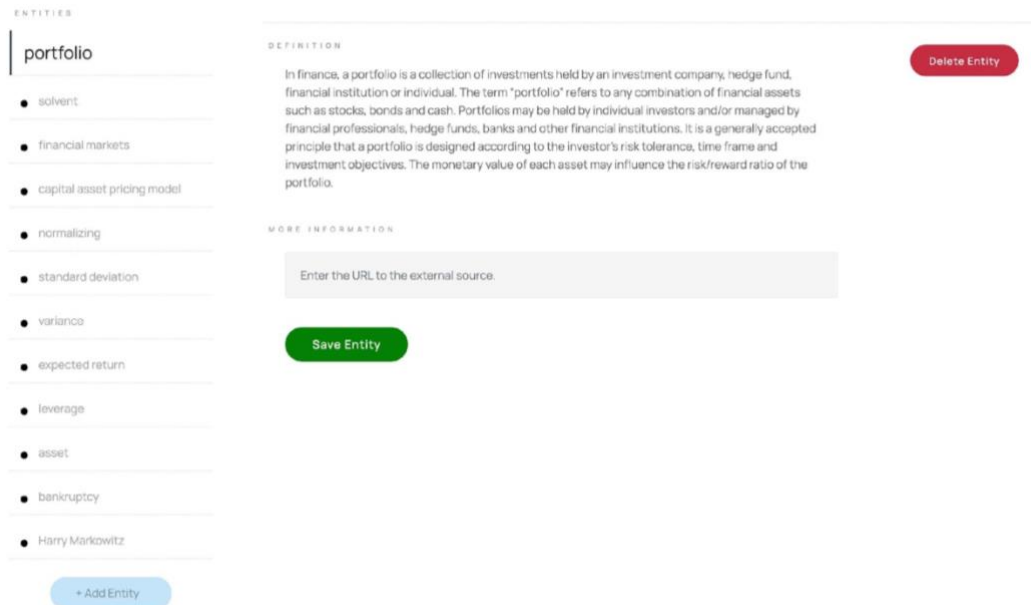 ENTITIES
portfolio
solvent
financial markets
capital asset pricing model
normalizing
standard deviation
variance
expected return
leverage
asset
bankruptcy
Harry Markowitz
+ Add Entity
DEFINITION
In finance, a portfolio is a collection of investments held by an investment company, hedge fund,
financial institution or individual. The term "portfolio" refers to any combination of financial assets
such as stocks, bonds and cash. Portfolios may be held by individual investors and/or managed by
financial professionals, hedge funds, banks and other financial institutions. It is a generally accepted
principle that a portfolio is designed according to the investor's risk tolerance, time frame and
investment objectives. The monetary value of each asset may influence the risk/reward ratio of the
portfolio.
MORE INFORMATION
Enter the URL to the external source.
Save Entity
Delete Entity